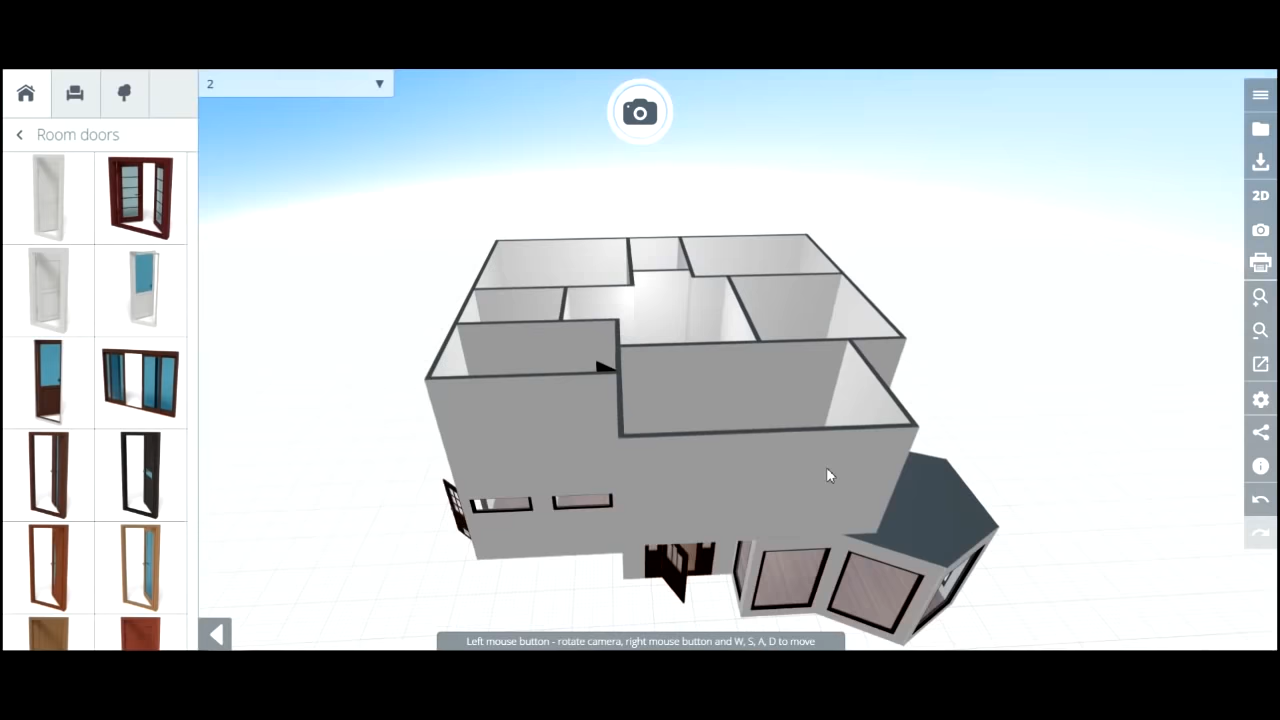 2
Room doors
2D
Left mouse button - rotate camera, right mouse button and W, S, A, D to move